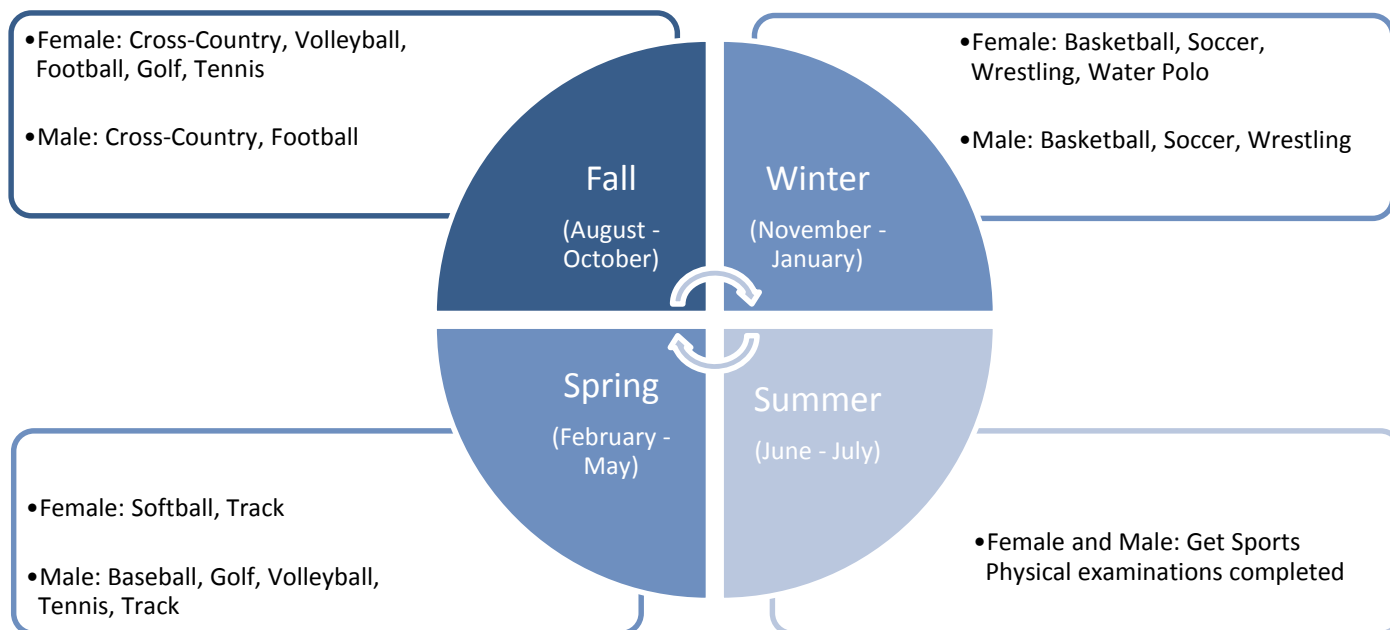 •Female: Cross-Country, Volleyball,
Football, Golf, Tennis
•Male: Cross-Country, Football
•Female: Basketball, Soccer,
Wrestling, Water Polo
•Male: Basketball, Soccer, Wrestling
Fall
(August -
October)
Winter
(November -
January)
Spring
(February -
May)
Summer
(June - July)
•Female: Softball, Track
•Male: Baseball, Golf, Volleyball,
Tennis, Track
•Female and Male: Get Sports
Physical examinations completed